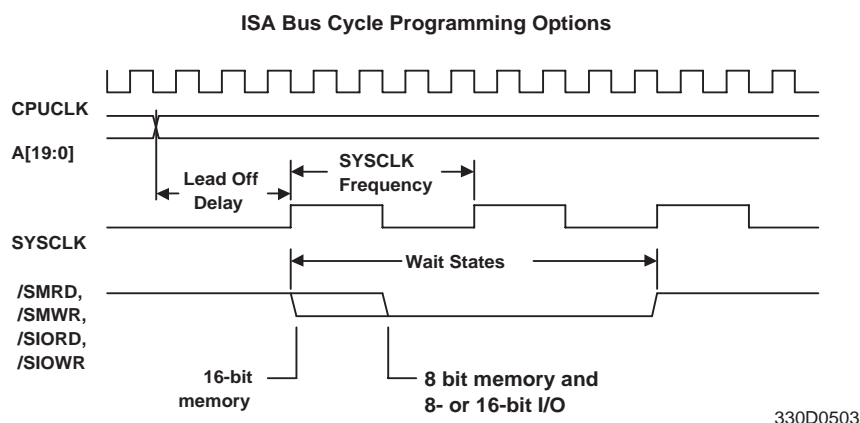 ISA Bus Cycle Programming Options
CPUCLK
A[19:0]
Lead Off
Delay
SYSCLK
Frequency
SYSCLK
Wait States
/SMRD,
/SMWR,
/SIORD,
/SIOWR
16-bit
memory
8 bit memory and
8- or 16-bit I/O
330D0503